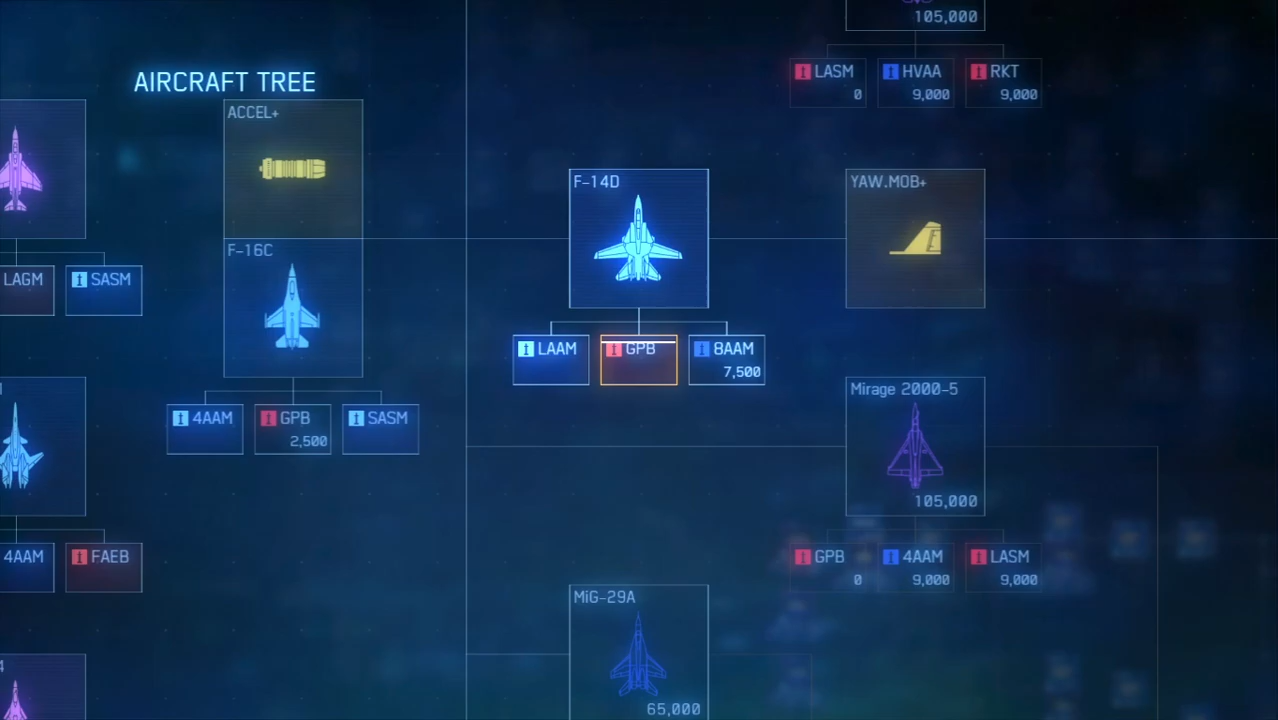 105,000
LASM
0
HVAA
9,000
RKT
9,000
AIRCRAFT TREE
ACCEL+
F-14D
YAW.MOB+
F-16C
LAGM
SASM
LAAM
GPB
8AAM
7,500
Mirage 2000-5
105,000
4AAM
GPB
2,500
SASM
4AAM
FAEB
GPB
0
4AAM
9,000
LASM
9,000
MiG-29A
65,000
4